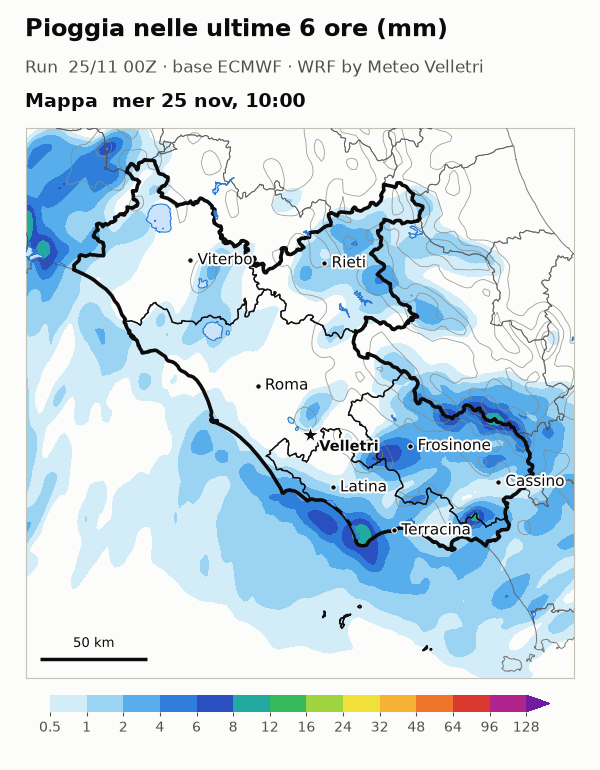 Pioggia nelle ultime 6 ore (mm)
Run  25/11 00Z · base ECMWF · WRF by Meteo Velletri
Mappa  mer 25 nov, 10:00
Viterbo
Rieti
Roma
Velletri
Frosinone
Latina
Cassino
Terracina
50 km
0.5 1 2 4 6 8 12 16 24 32 48 64 96 128